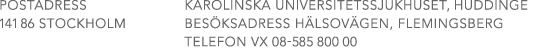 POSTADRESS
141 86 STOCKHOLM
KAROLINSKA UNIVERSITETSSJUKHUSET, HUDDINGE
BESÖKSADRESS HÄLSOVÄGEN, FLEMINGSBERG
TELEFON VX 08-585 800 00